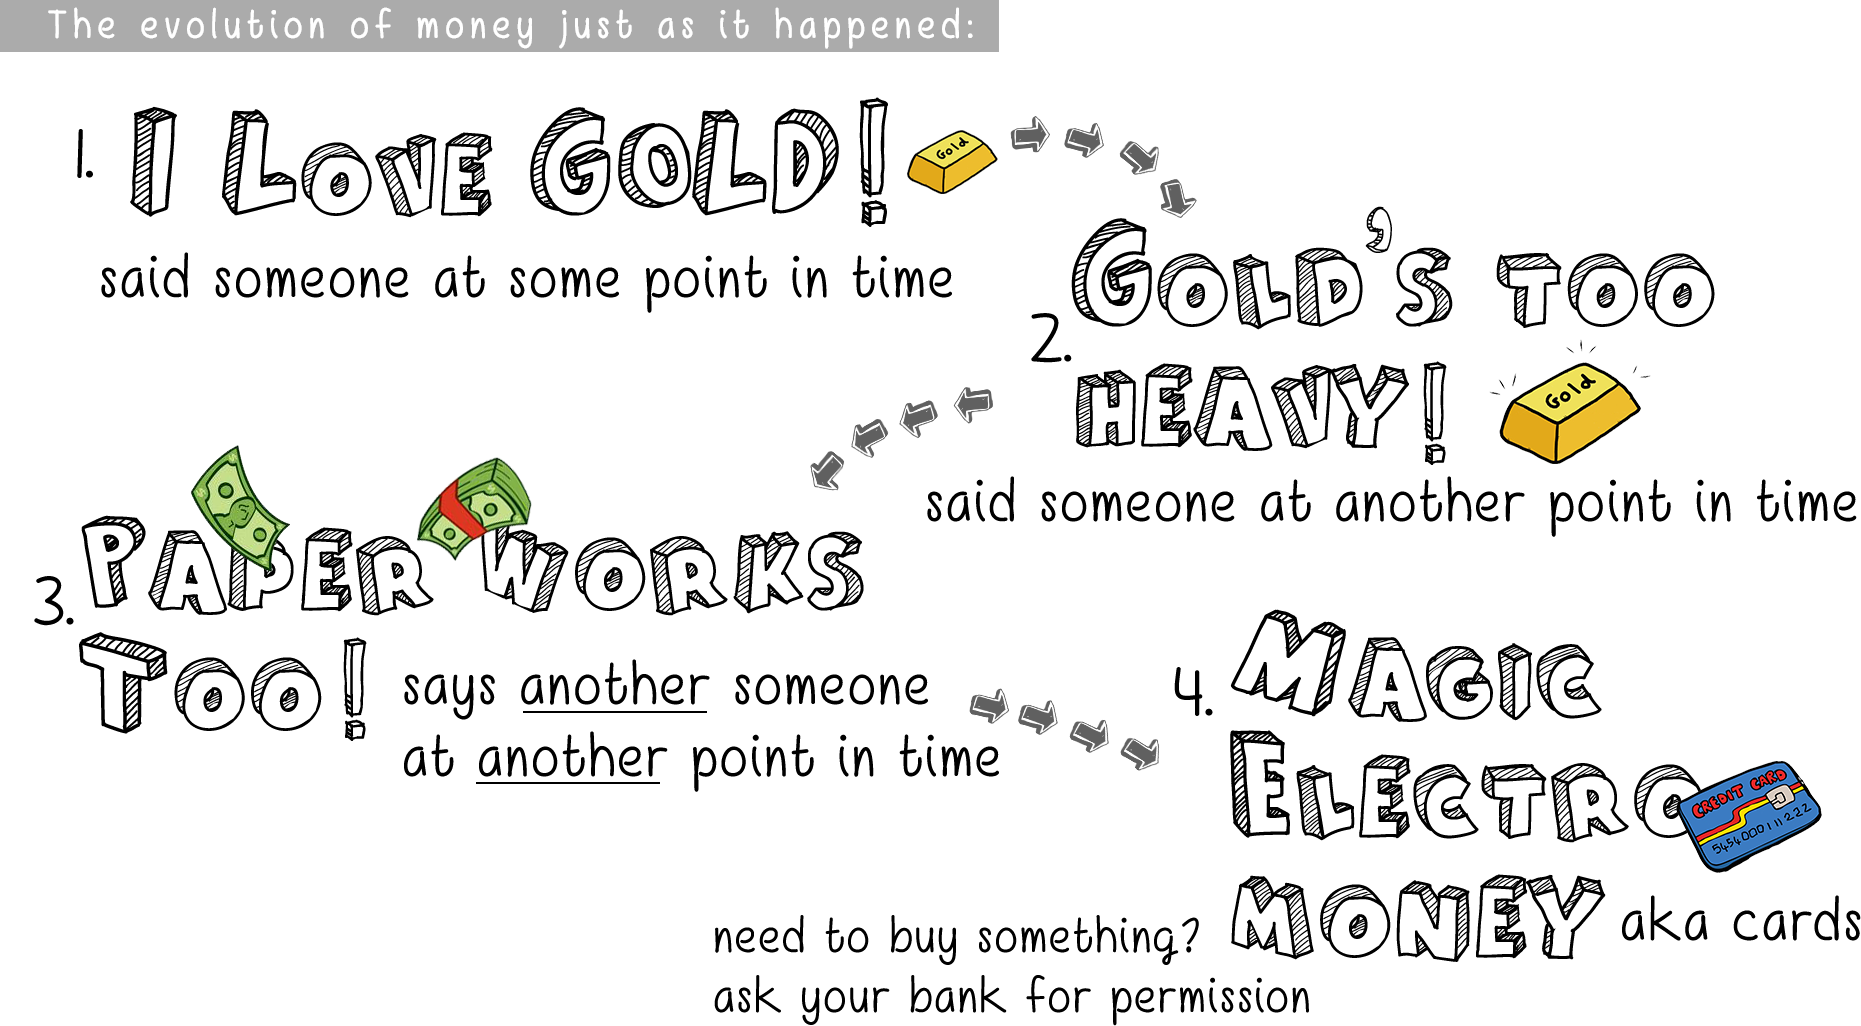 The evolution of money just as it happened:
1. I LOVE GOLD!
Gold
said someone at some point in time
2. GOLD'S TOO
HEAVY!
Gold
said someone at another point in time
3. PAPER WORKS
TOO!
says another someone
at another point in time
4. MAGIC
ELECTRO
CREDIT CARD
5454 0001 11 222
MONEY aka cards
need to buy something?
ask your bank for permission